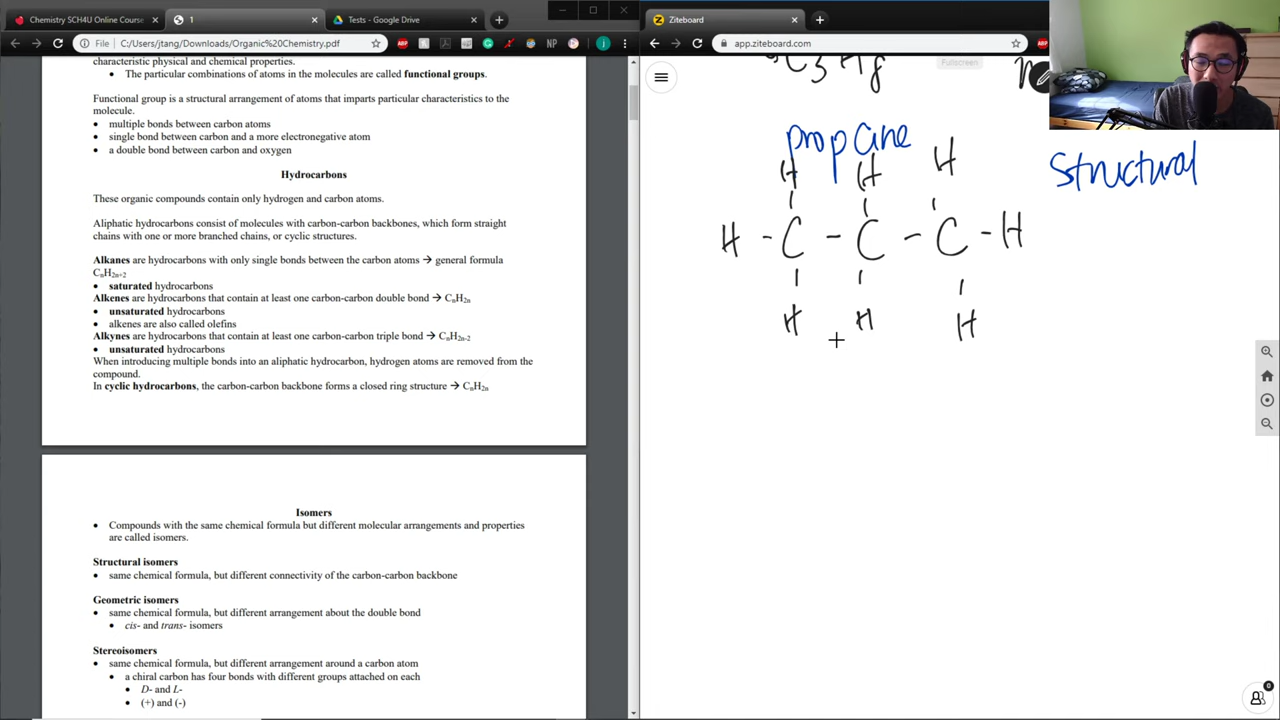 Chemistry SCH4U Online Course
1
Tests - Google Drive
File | C:/Users/jtang/Downloads/Organic%20Chemistry.pdf
characteristic physical and chemical properties.
• The particular combinations of atoms in the molecules are called functional groups.
Functional group is a structural arrangement of atoms that imparts particular characteristics to the
molecule.
• multiple bonds between carbon atoms
• single bond between carbon and a more electronegative atom
• a double bond between carbon and oxygen
Hydrocarbons
These organic compounds contain only hydrogen and carbon atoms.
Aliphatic hydrocarbons consist of molecules with carbon-carbon backbones, which form straight
chains with one or more branched chains, or cyclic structures.
Alkanes are hydrocarbons with only single bonds between the carbon atoms → general formula
CnH2n+2
• saturated hydrocarbons
Alkenes are hydrocarbons that contain at least one carbon-carbon double bond → CnH2n
• unsaturated hydrocarbons
• alkenes are also called olefins
Alkynes are hydrocarbons that contain at least one carbon-carbon triple bond → CnH2n-2
• unsaturated hydrocarbons
When introducing multiple bonds into an aliphatic hydrocarbon, hydrogen atoms are removed from the
compound.
In cyclic hydrocarbons, the carbon-carbon backbone forms a closed ring structure → CnH2n
Isomers
• Compounds with the same chemical formula but different molecular arrangements and properties
are called isomers.
Structural isomers
• same chemical formula, but different connectivity of the carbon-carbon backbone
Geometric isomers
• same chemical formula, but different arrangement about the double bond
• cis- and trans- isomers
Stereoisomers
• same chemical formula, but different arrangement around a carbon atom
• a chiral carbon has four bonds with different groups attached on each
• D- and L-
• (+) and (-)
Ziteboard
app.ziteboard.com
Fullscreen
C3H8
propane
Structural
H H H
H - C - C - C - H
H H H
0